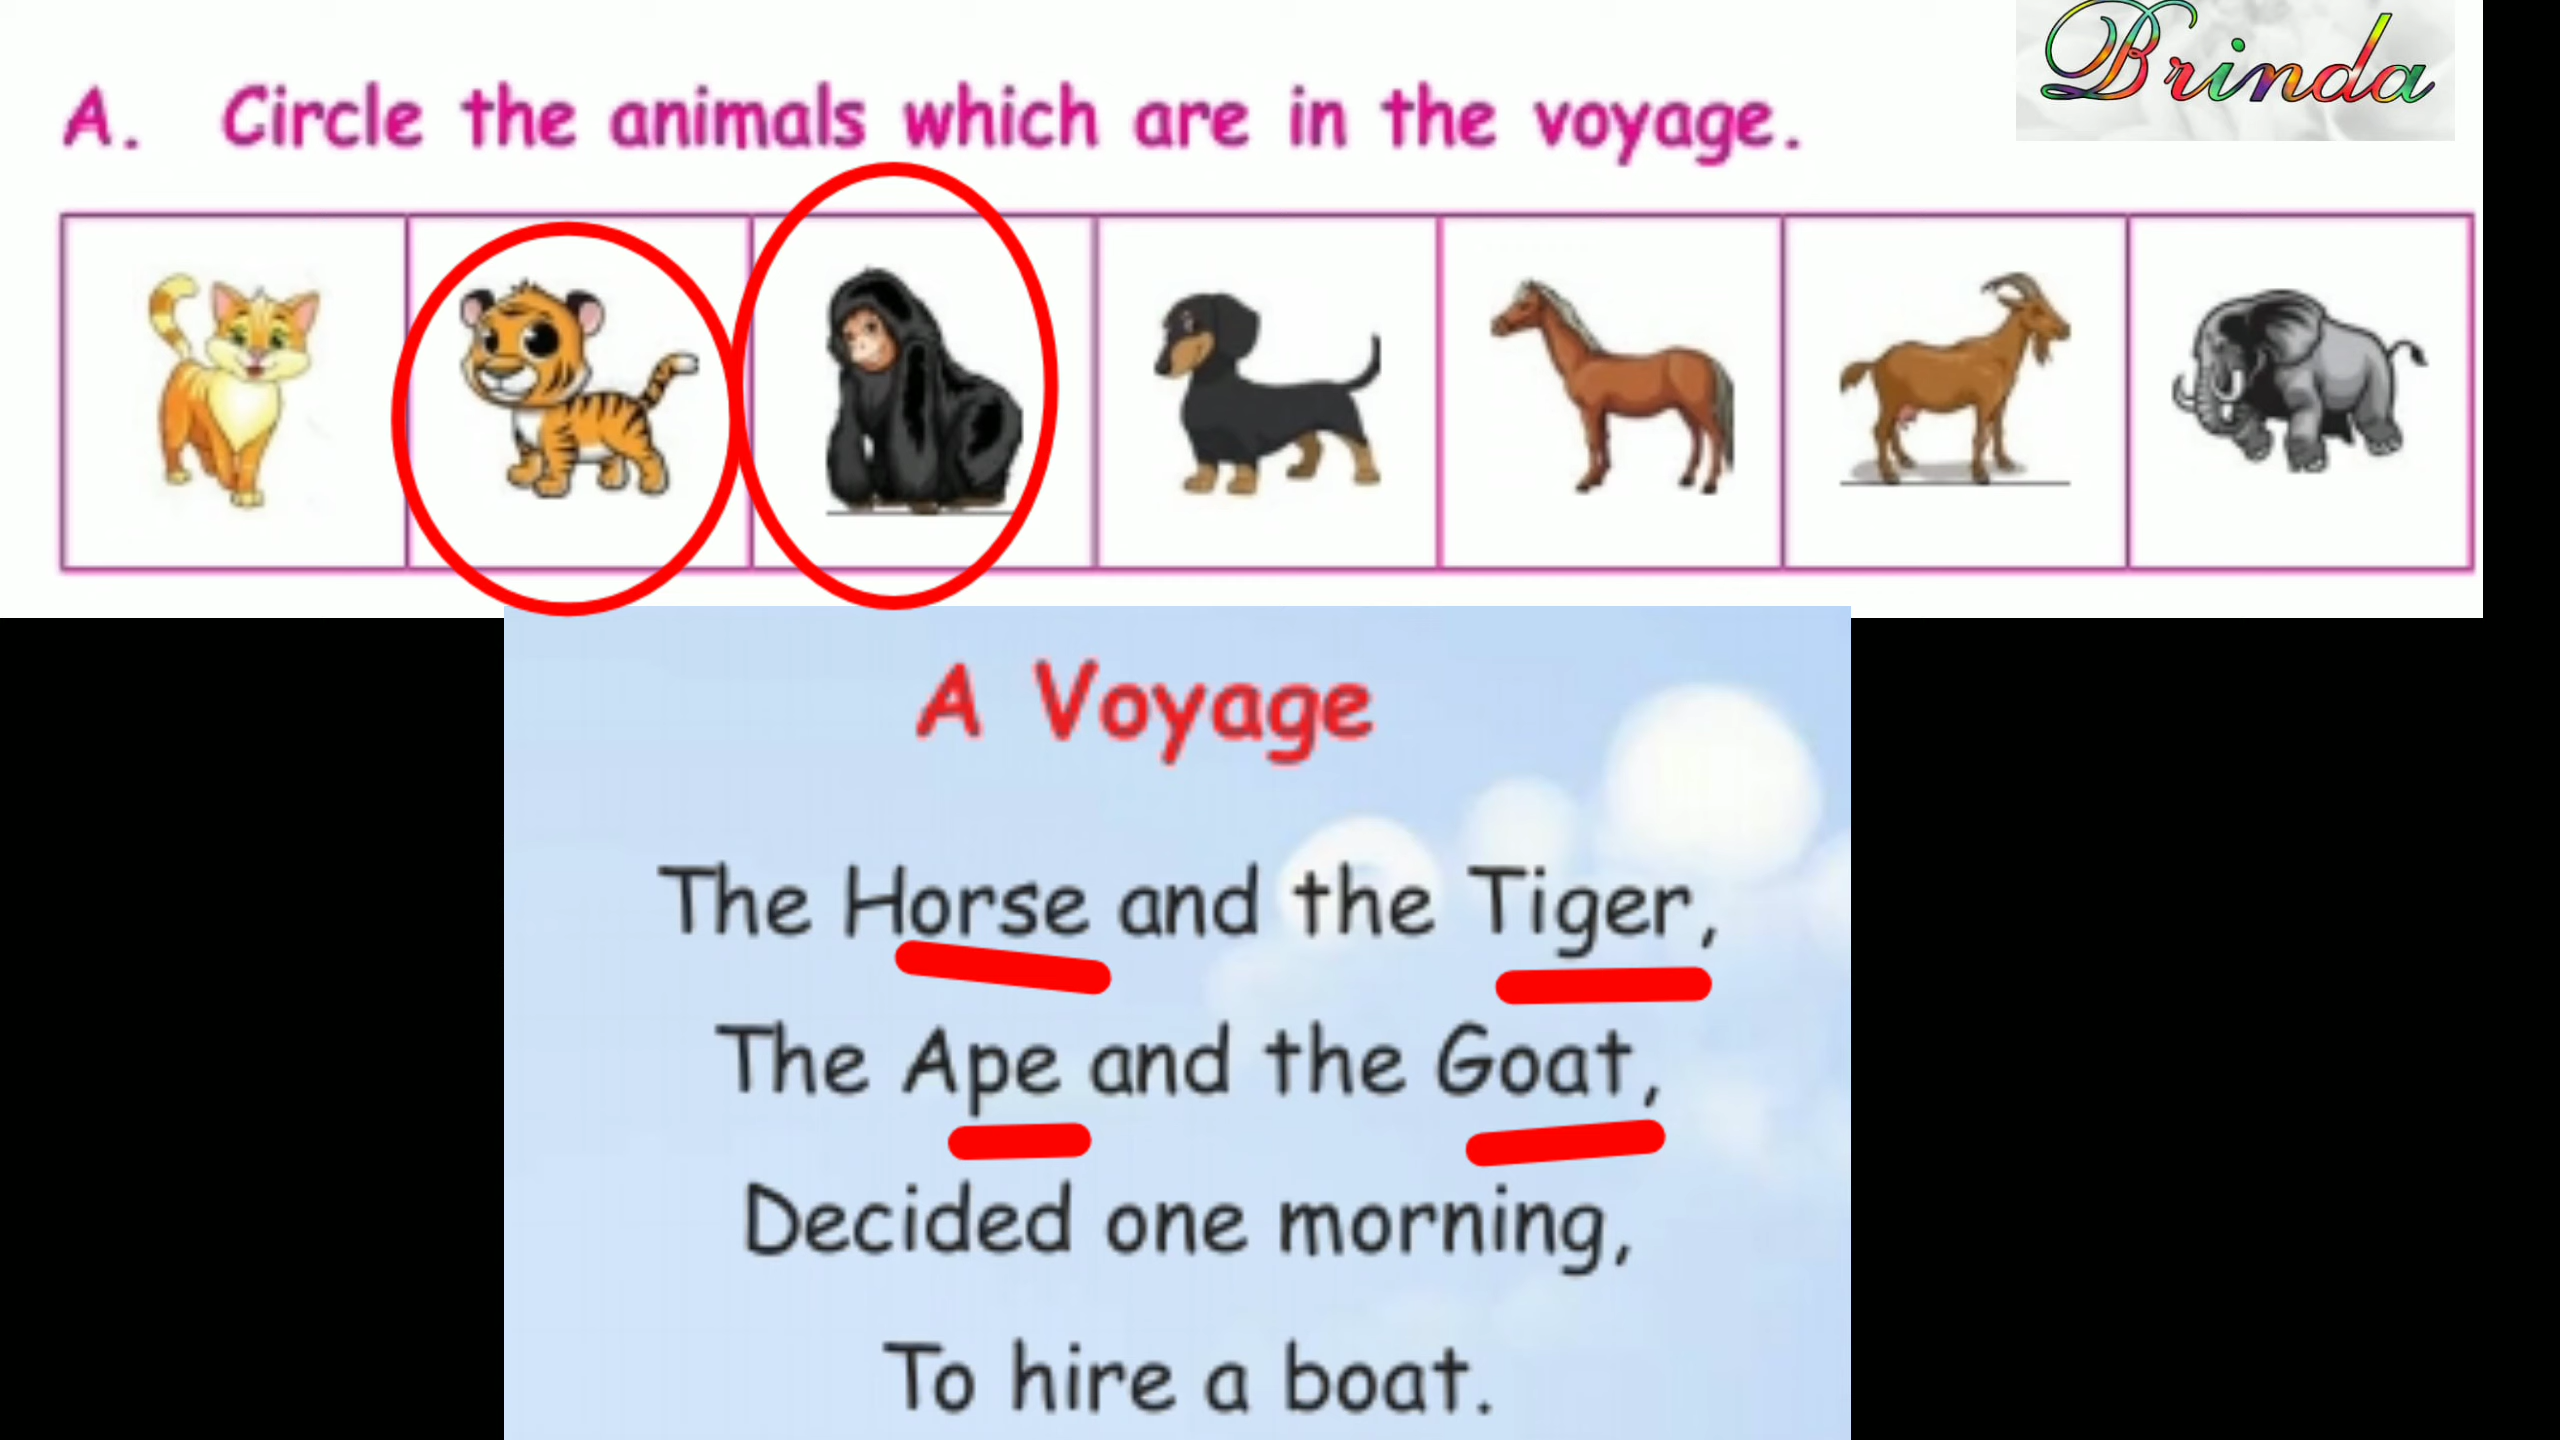 Brinda
A. Circle the animals which are in the voyage.
A Voyage
The Horse and the Tiger,
The Ape and the Goat,
Decided one morning,
To hire a boat.